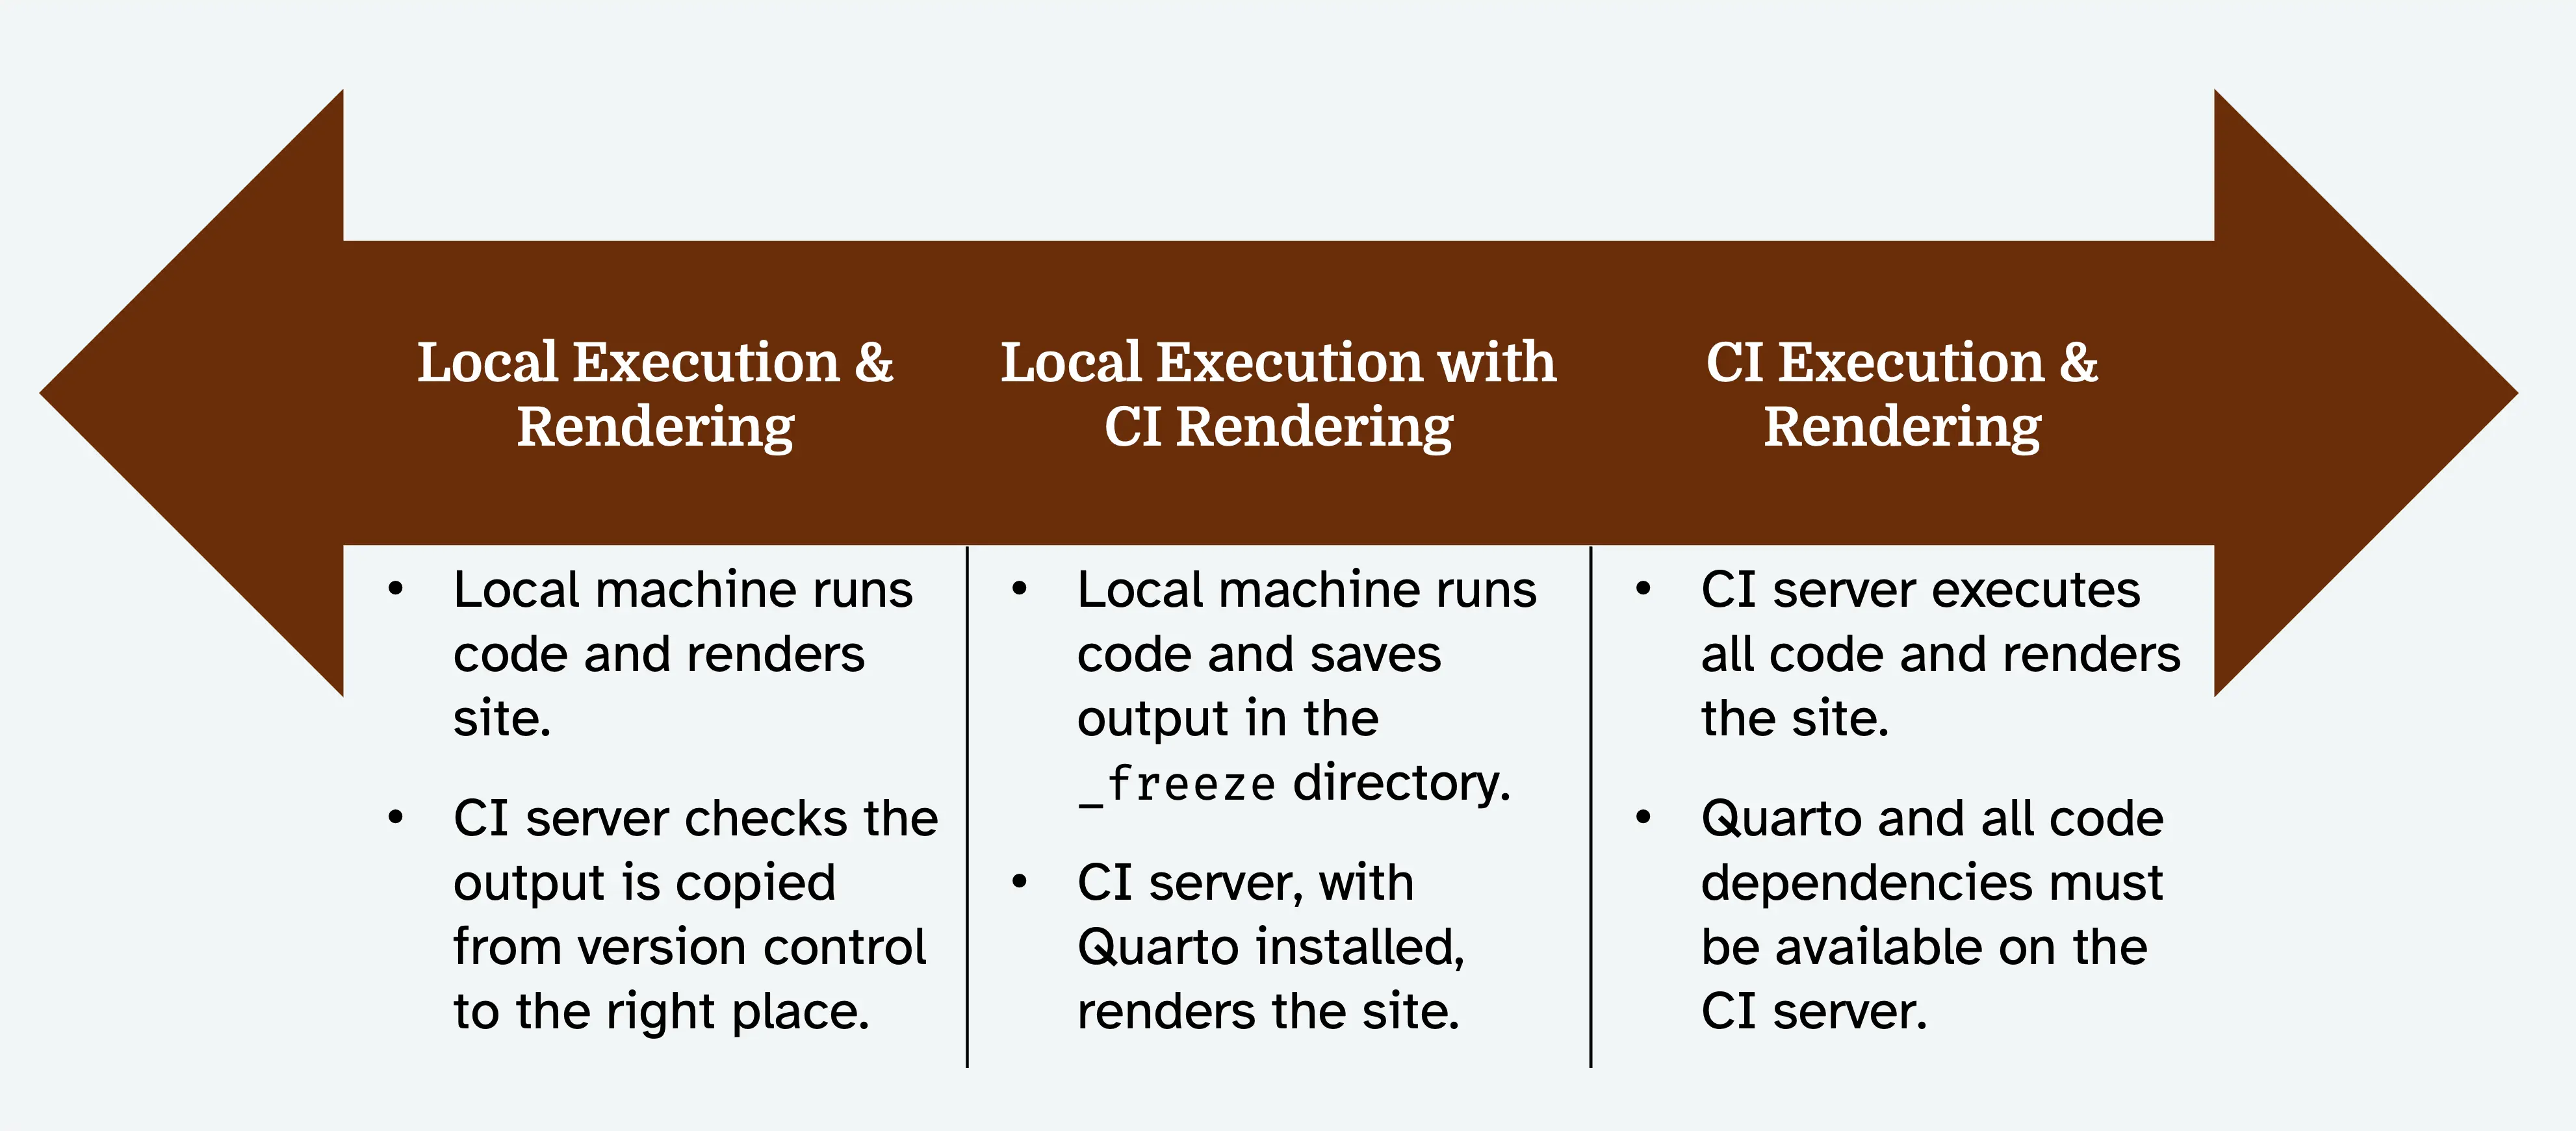 Local Execution &
Rendering
Local Execution with
CI Rendering
CI Execution &
Rendering
• Local machine runs
code and renders
site.
• CI server checks the
output is copied
from version control
to the right place.
• Local machine runs
code and saves
output in the
_freeze directory.
• CI server, with
Quarto installed,
renders the site.
• CI server executes
all code and renders
the site.
• Quarto and all code
dependencies must
be available on the
CI server.